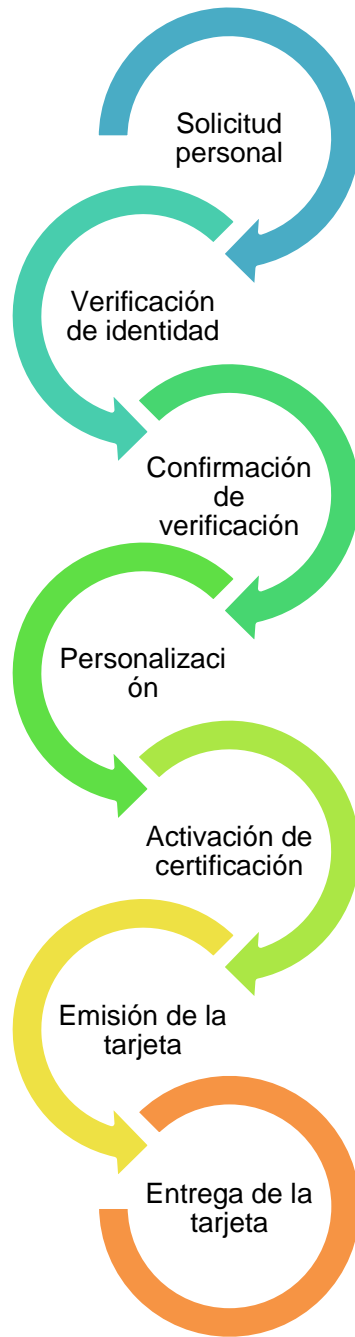 Solicitud
personal
Verificación
de identidad
Confirmación
de
verificación
Personalizaci
ón
Activación de
certificación
Emisión de la
tarjeta
Entrega de la
tarjeta